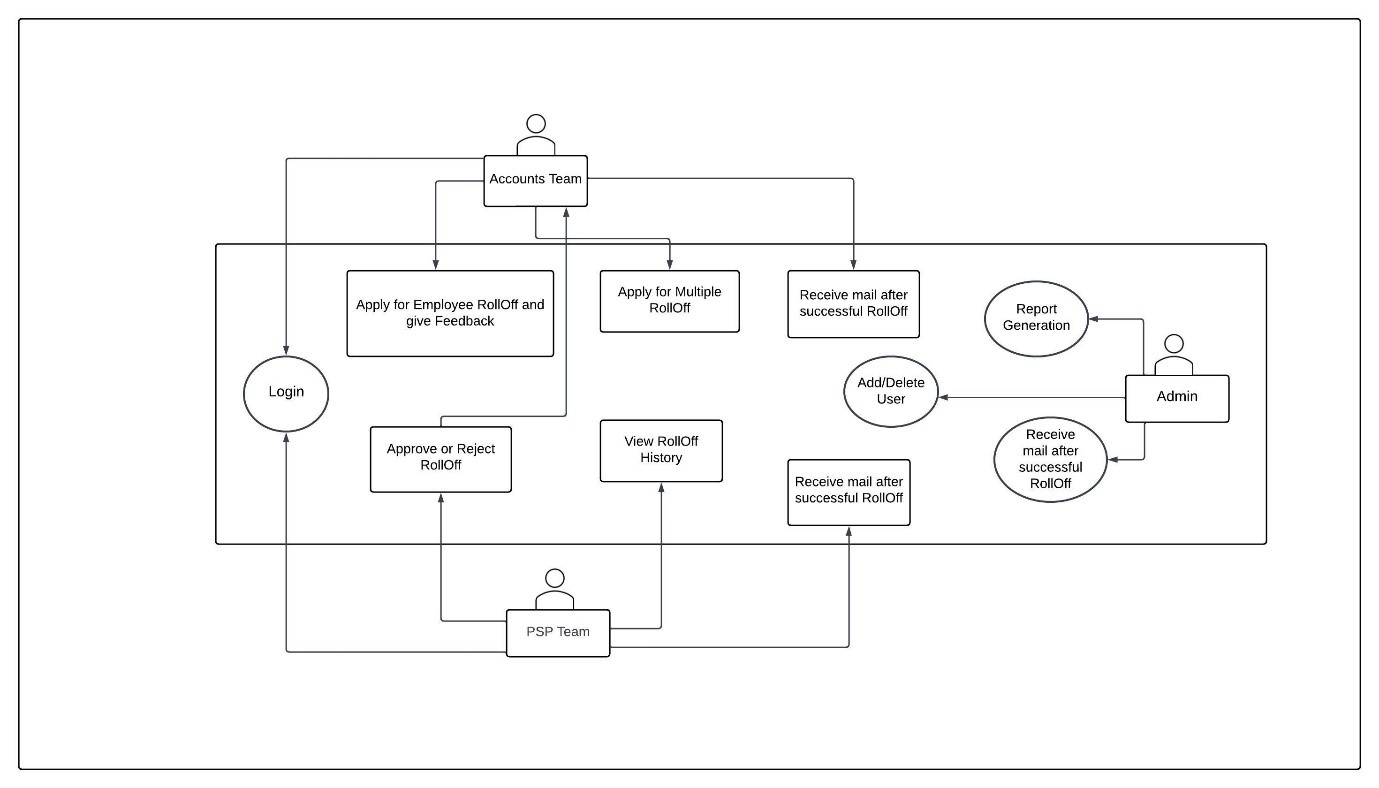 Accounts Team
Apply for Employee RollOff and
give Feedback
Apply for Multiple
RollOff
Receive mail after
successful RollOff
Report
Generation
Login
Add/Delete
User
Admin
Approve or Reject
RollOff
View RollOff
History
Receive mail after
successful RollOff
Receive
mail after
successful
RollOff
PSP Team